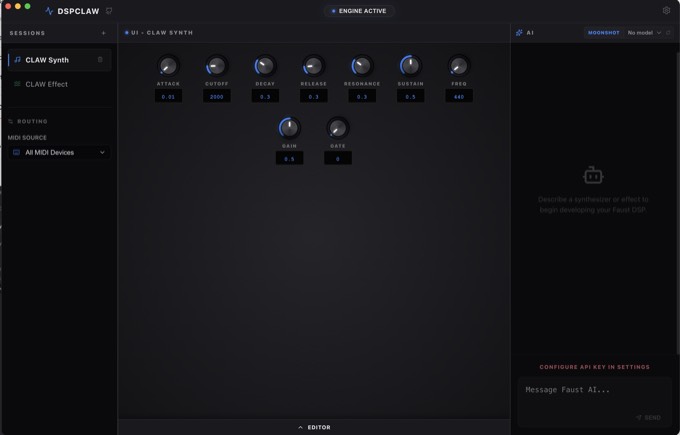 DSPCLAW
ENGINE ACTIVE
SESSIONS +
CLAW Synth
CLAW Effect
ROUTING
MIDI SOURCE
All MIDI Devices
UI - CLAW SYNTH
ATTACK CUTOFF DECAY RELEASE RESONANCE SUSTAIN FREQ
0.01 2000 0.3 0.3 0.3 0.5 440
GAIN GATE
0.5 0
EDITOR
AI MOONSHOT No model
Describe a synthesizer or effect to
begin developing your Faust DSP.
CONFIGURE API KEY IN SETTINGS
Message Faust AI...
SEND